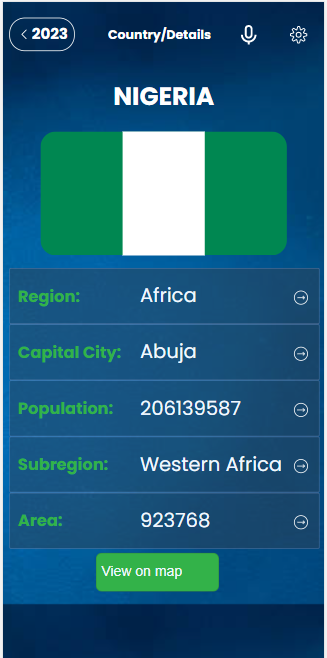 2023
Country/Details
NIGERIA
Region: Africa
Capital City: Abuja
Population: 206139587
Subregion: Western Africa
Area: 923768
View on map